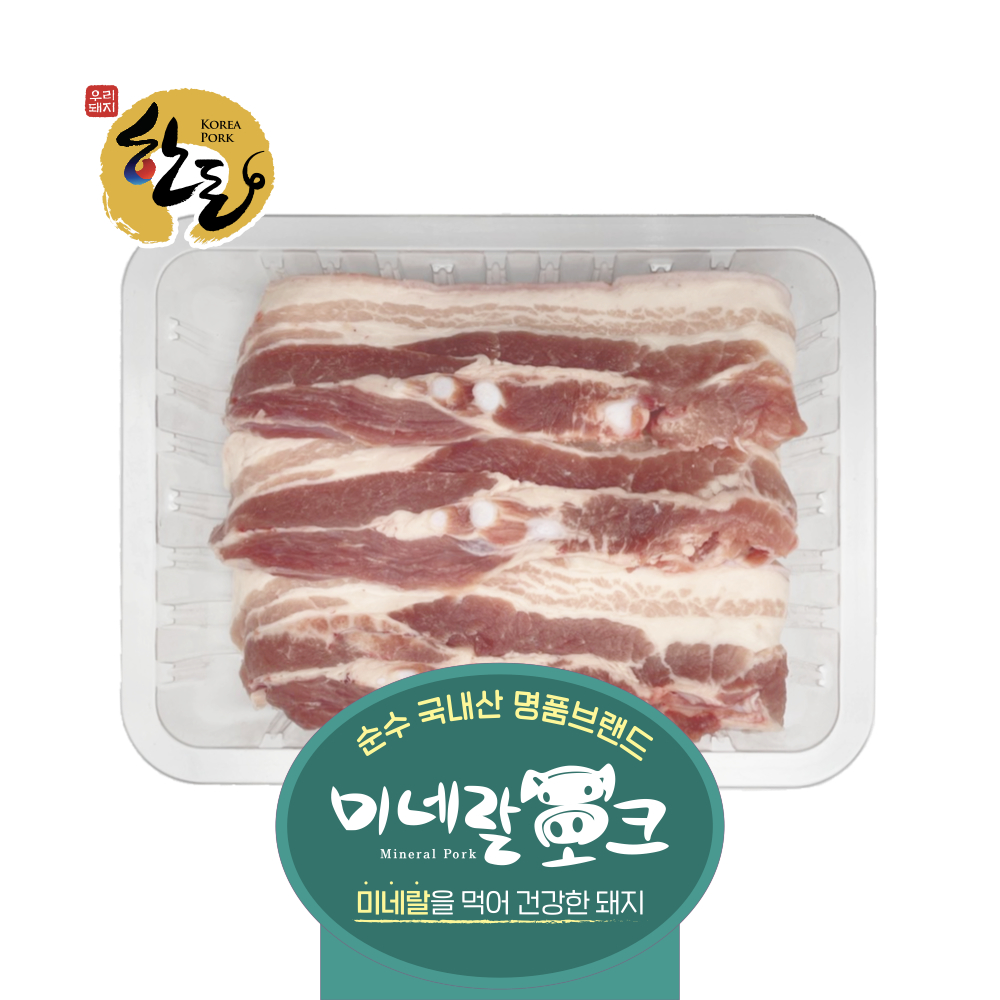 우리
돼지
한돈
KOREA
PORK
순수 국내산 명품브랜드
미네랄포크
Mineral Pork
미네랄을 먹어 건강한 돼지